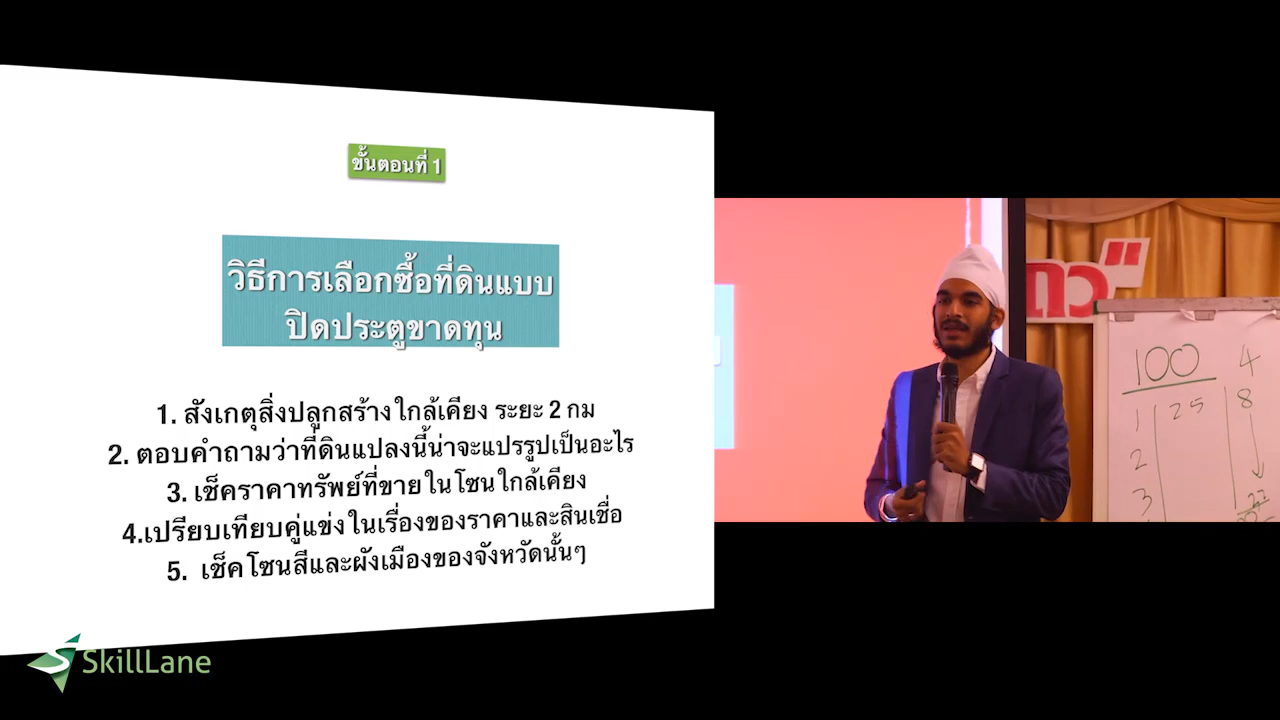 ขั้นตอนที่ 1
วิธีการเลือกซื้อที่ดินแบบ
ปิดประตูขาดทุน
1. สังเกตุสิ่งปลูกสร้างใกล้เคียง ระยะ 2 กม
2. ตอบคำถามว่าที่ดินแปลงนี้น่าจะแปรรูปเป็นอะไร
3. เช็คราคาทรัพย์ที่ขายในโซนใกล้เคียง
4.เปรียบเทียบคู่แข่งในเรื่องของราคาและสินเชื่อ
5. เช็คโซนสีและผังเมืองของจังหวัดนั้นๆ
SkillLane
100 4
1 25 8
2
3 22